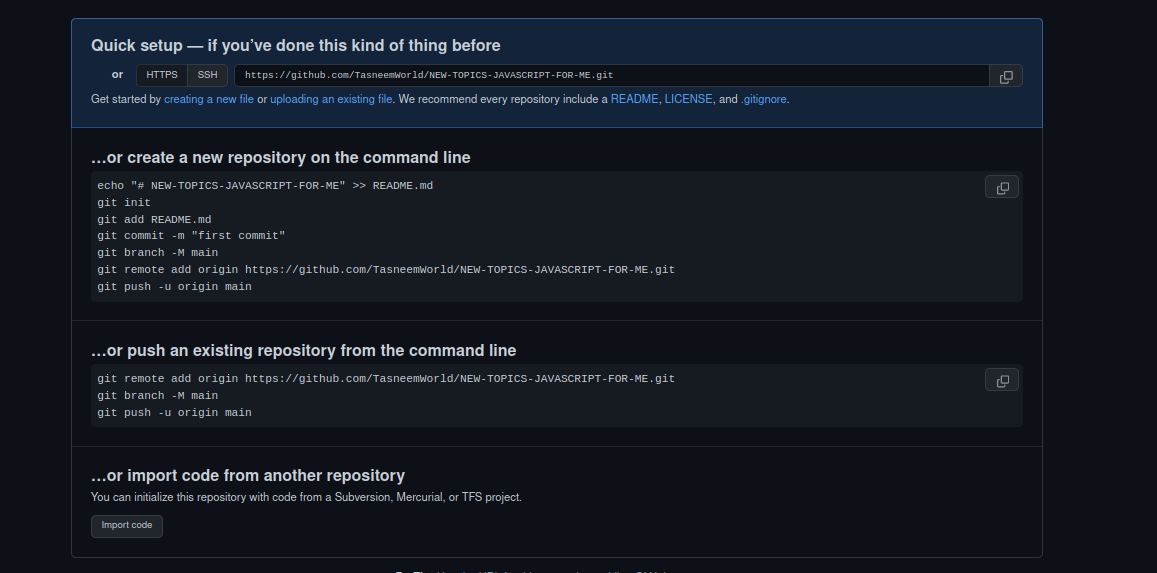 Quick setup — if you’ve done this kind of thing before
or HTTPS SSH https://github.com/TasneemWorld/NEW-TOPICS-JAVASCRIPT-FOR-ME.git
Get started by creating a new file or uploading an existing file. We recommend every repository include a README, LICENSE, and .gitignore.
…or create a new repository on the command line
echo "# NEW-TOPICS-JAVASCRIPT-FOR-ME" >> README.md
git init
git add README.md
git commit -m "first commit"
git branch -M main
git remote add origin https://github.com/TasneemWorld/NEW-TOPICS-JAVASCRIPT-FOR-ME.git
git push -u origin main
…or push an existing repository from the command line
git remote add origin https://github.com/TasneemWorld/NEW-TOPICS-JAVASCRIPT-FOR-ME.git
git branch -M main
git push -u origin main
…or import code from another repository
You can initialize this repository with code from a Subversion, Mercurial, or TFS project.
Import code